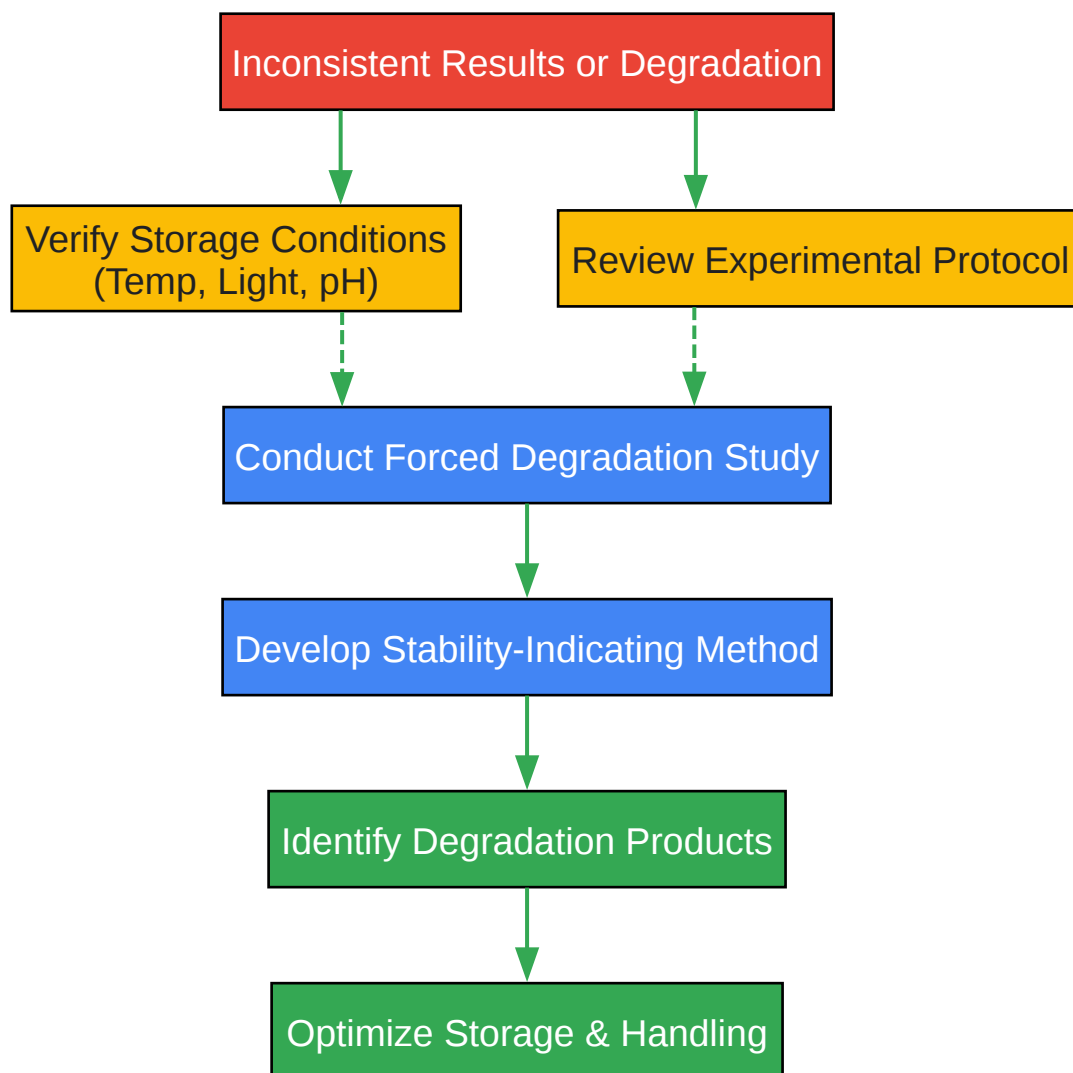 Inconsistent Results or Degradation
Verify Storage Conditions
(Temp, Light, pH)
Review Experimental Protocol
Conduct Forced Degradation Study
Develop Stability-Indicating Method
Identify Degradation Products
Optimize Storage & Handling